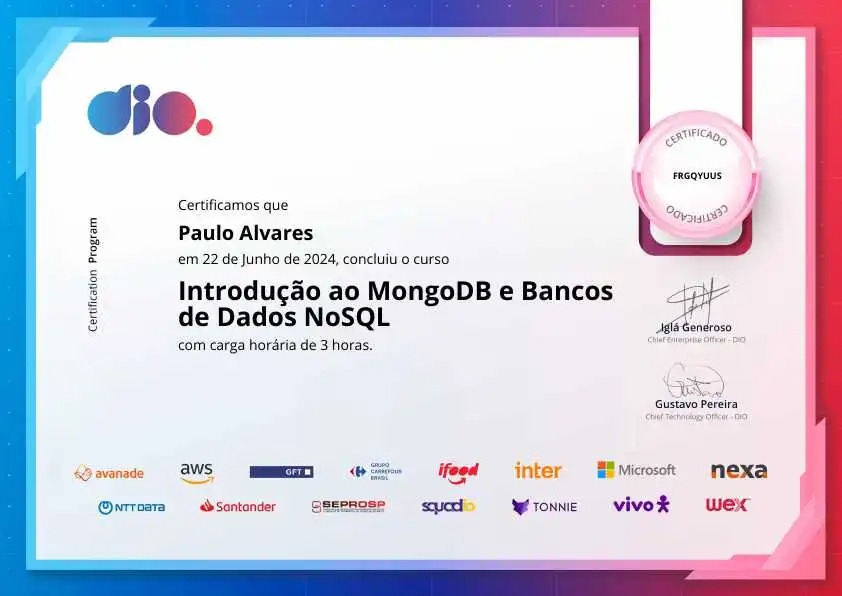 dio.
CERTIFICADO
FRGQYUUS
CERTIFICADO
Certification Program
Certificamos que
Paulo Alvares
em 22 de Junho de 2024, concluiu o curso
Introdução ao MongoDB e Bancos
de Dados NoSQL
com carga horária de 3 horas.
Iglá Generoso
Chief Enterprise Officer - DIO
Gustavo Pereira
Chief Technology Officer - DIO
avanade
aws
GFT
GRUPO
CARREFOUR
BRASIL
ifood
inter
Microsoft
nexa
NTT DATA
Santander
SEPROSP
squadio
TONNIE
vivo
wex